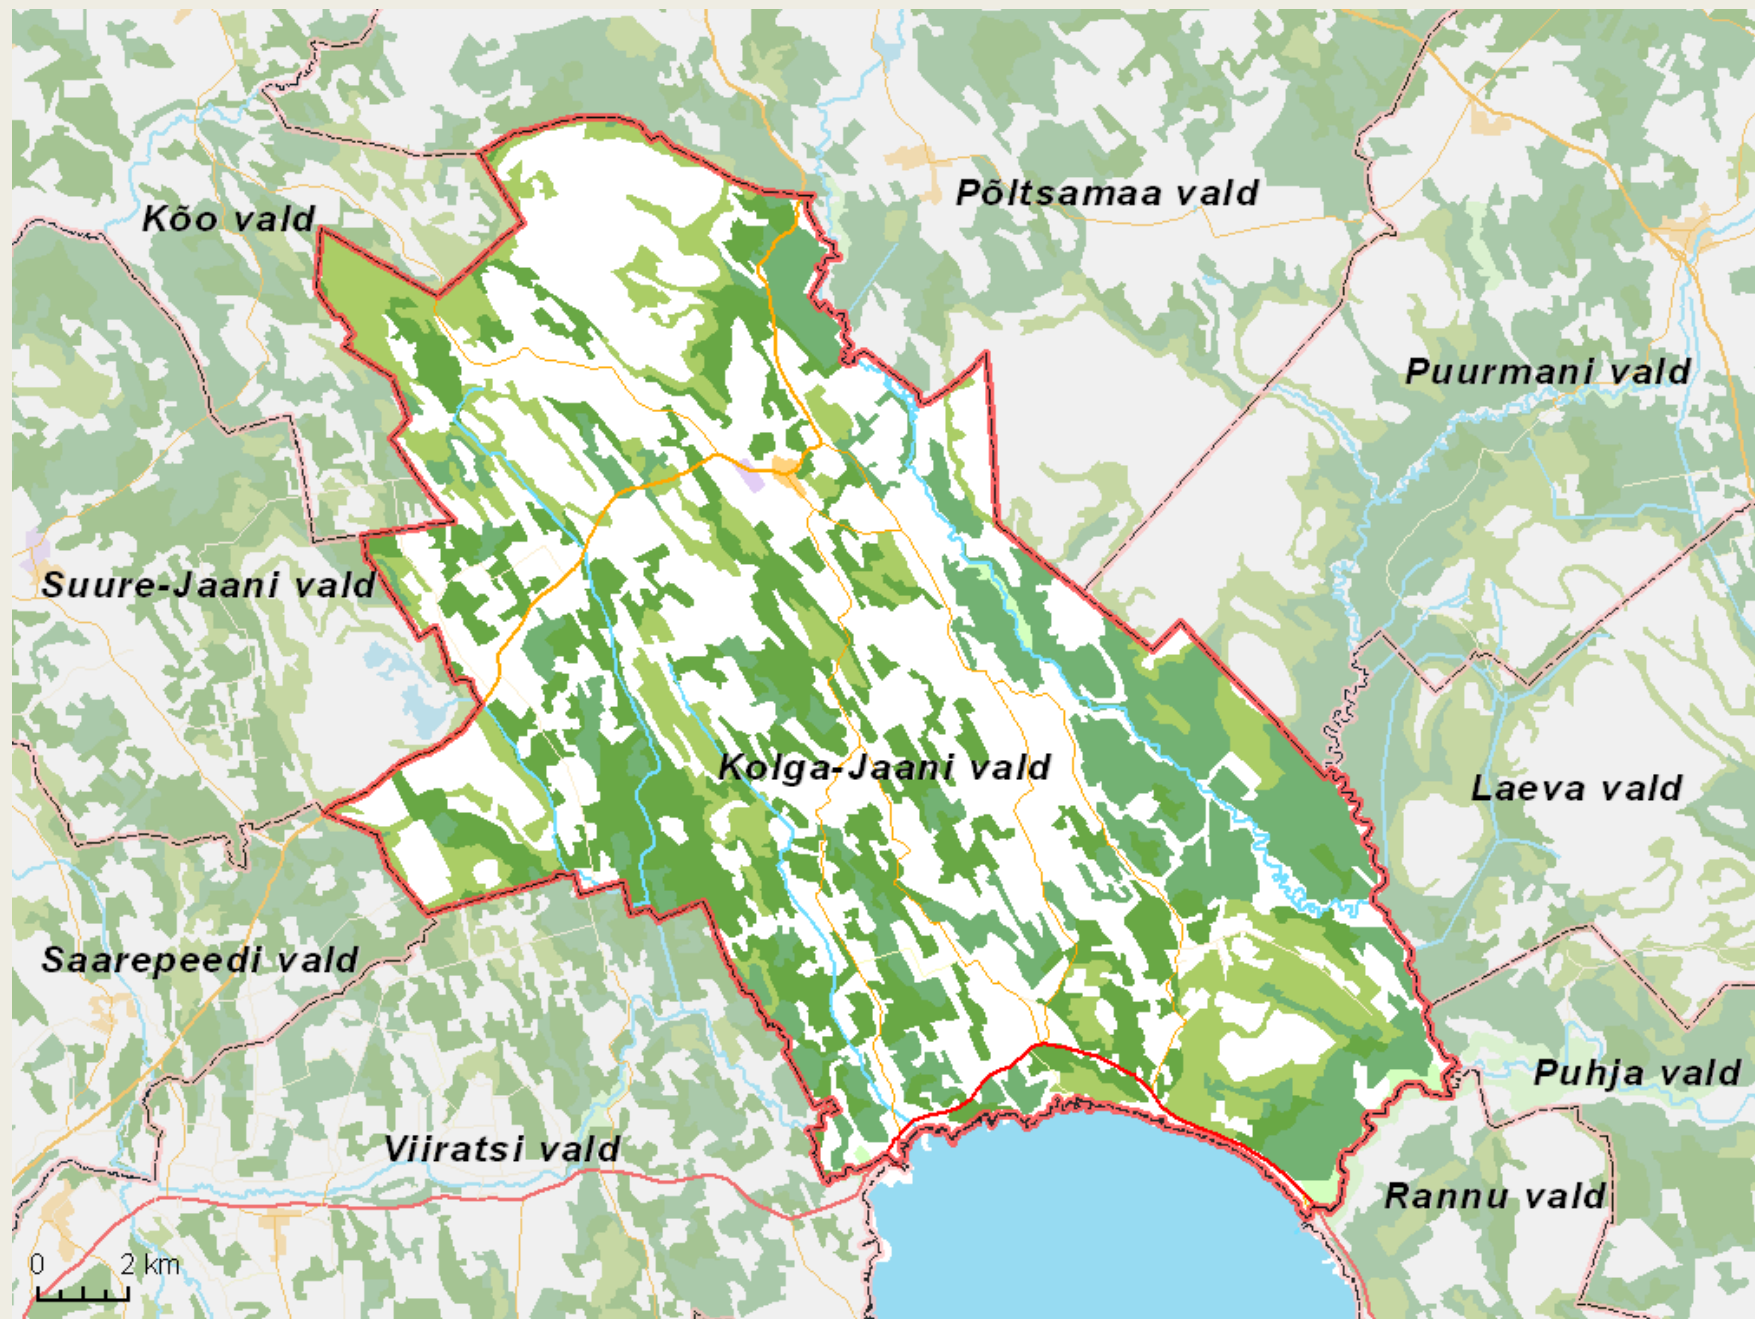 Põltsamaa vald
Kõo vald
Puurmani vald
Suure-Jaani vald
Kolga-Jaani vald
Laeva vald
Saarepeedi vald
Puhja vald
Viiratsi vald
Rannu vald
0 2 km